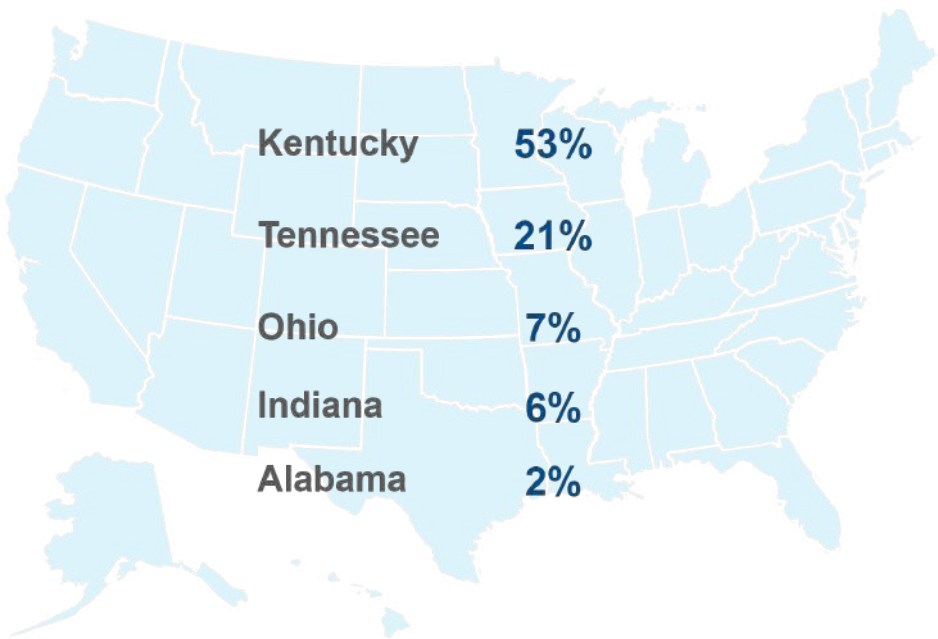 Kentucky 53%
Tennessee 21%
Ohio 7%
Indiana 6%
Alabama 2%